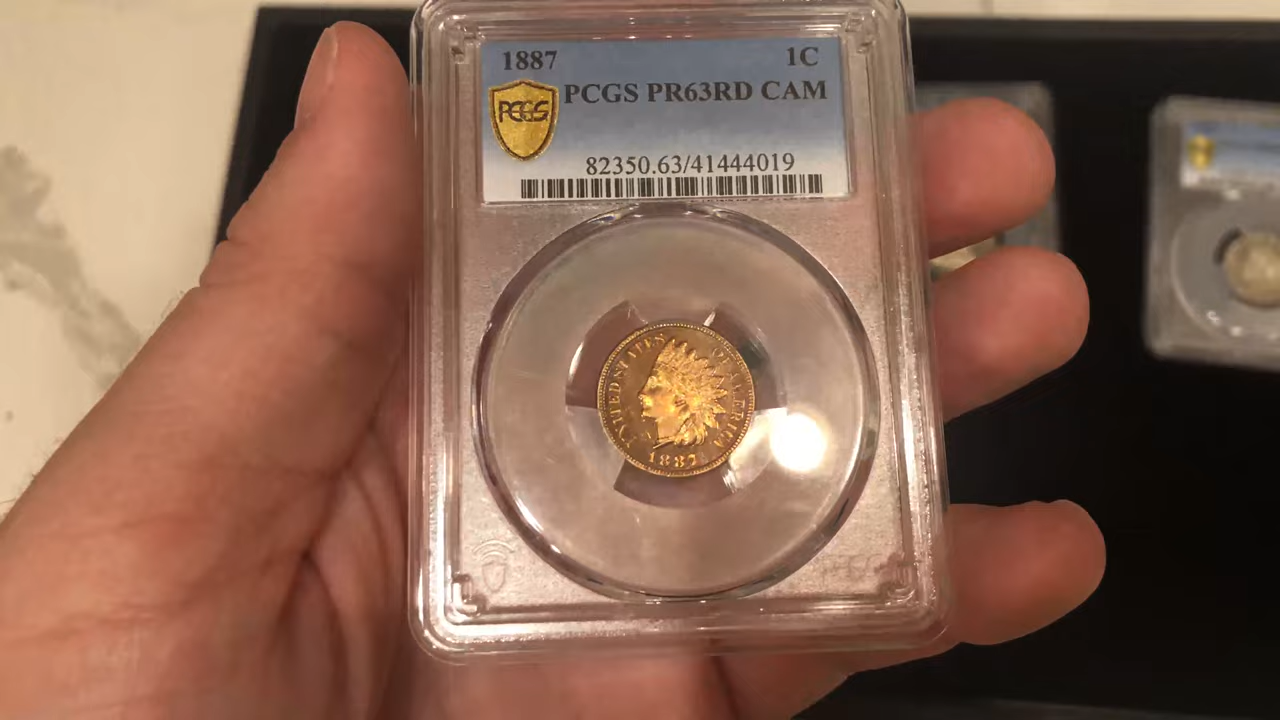 1887 1C
PCGS PCGS PR63RD CAM
82350.63/41444019
UNITED STATES OF AMERICA
1887